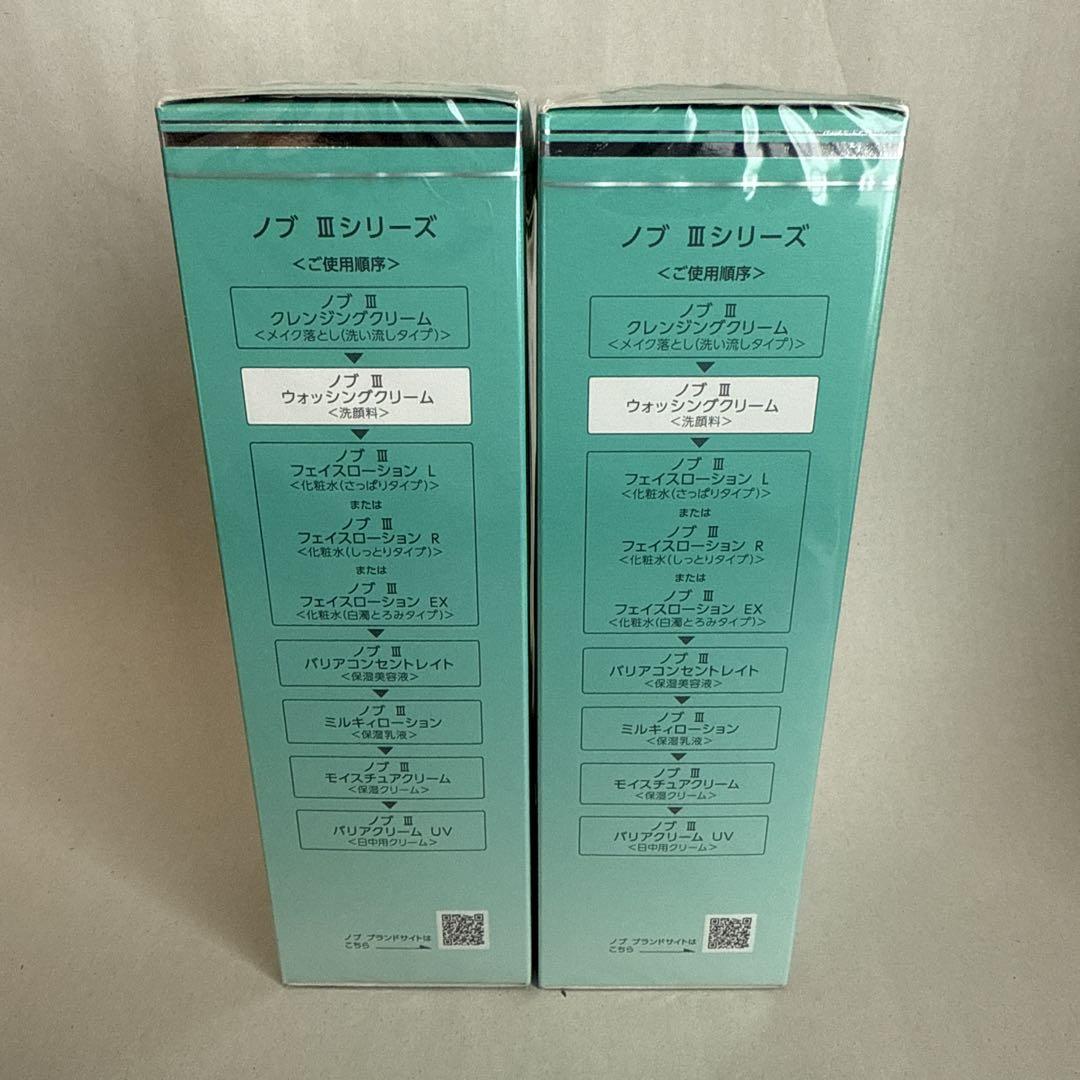 ノブ Ⅲシリーズ
＜ご使用順序＞
ノブ Ⅲ
クレンジングクリーム
＜メイク落とし(洗い流しタイプ)＞
ノブ Ⅲ
ウォッシングクリーム
＜洗顔料＞
ノブ Ⅲ
フェイスローション L
＜化粧水(さっぱりタイプ)＞
または
ノブ Ⅲ
フェイスローション R
＜化粧水(しっとりタイプ)＞
または
ノブ Ⅲ
フェイスローション EX
＜化粧水(白濁とろみタイプ)＞
ノブ Ⅲ
バリアコンセントレイト
＜保湿美容液＞
ノブ Ⅲ
ミルキィローション
＜保湿乳液＞
ノブ Ⅲ
モイスチュアクリーム
＜保湿クリーム＞
ノブ Ⅲ
バリアクリーム UV
＜日中用クリーム＞
ノブ ブランドサイトは
こちら
ノブ Ⅲシリーズ
＜ご使用順序＞
ノブ Ⅲ
クレンジングクリーム
＜メイク落とし(洗い流しタイプ)＞
ノブ Ⅲ
ウォッシングクリーム
＜洗顔料＞
ノブ Ⅲ
フェイスローション L
＜化粧水(さっぱりタイプ)＞
または
ノブ Ⅲ
フェイスローション R
＜化粧水(しっとりタイプ)＞
または
ノブ Ⅲ
フェイスローション EX
＜化粧水(白濁とろみタイプ)＞
ノブ Ⅲ
バリアコンセントレイト
＜保湿美容液＞
ノブ Ⅲ
ミルキィローション
＜保湿乳液＞
ノブ Ⅲ
モイスチュアクリーム
＜保湿クリーム＞
ノブ Ⅲ
バリアクリーム UV
＜日中用クリーム＞
ノブ ブランドサイトは
こちら